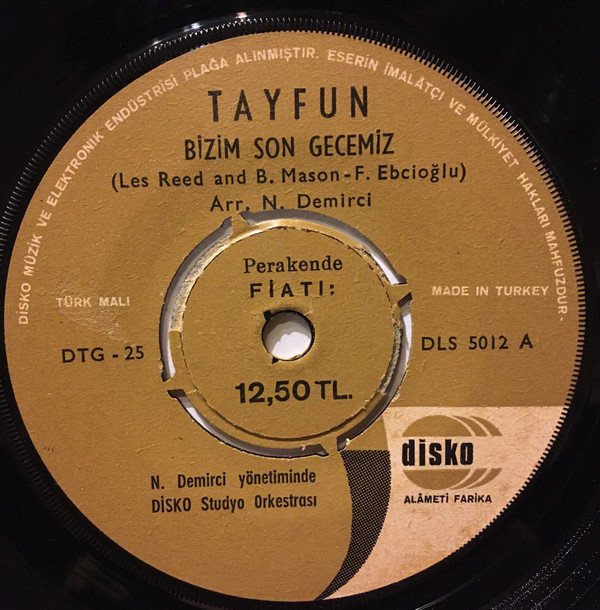 DİSKO MÜZİK VE ELEKTRONİK ENDÜSTRİSİ PLAĞA ALINMIŞTIR. ESERİN İMALÂTÇI VE MÜLKİYET HAKLARI MAHFUZDUR-
TAYFUN
BİZİM SON GECEMİZ
(Les Reed and B. Mason-F. Ebcioğlu)
Arr. N. Demirci
Perakende
FİATI:
TÜRK MALI
MADE IN TURKEY
DTG - 25
DLS 5012 A
12,50 TL.
disko
ALÂMETİ FARİKA
N. Demirci yönetiminde
DİSKO Studyo Orkestrası